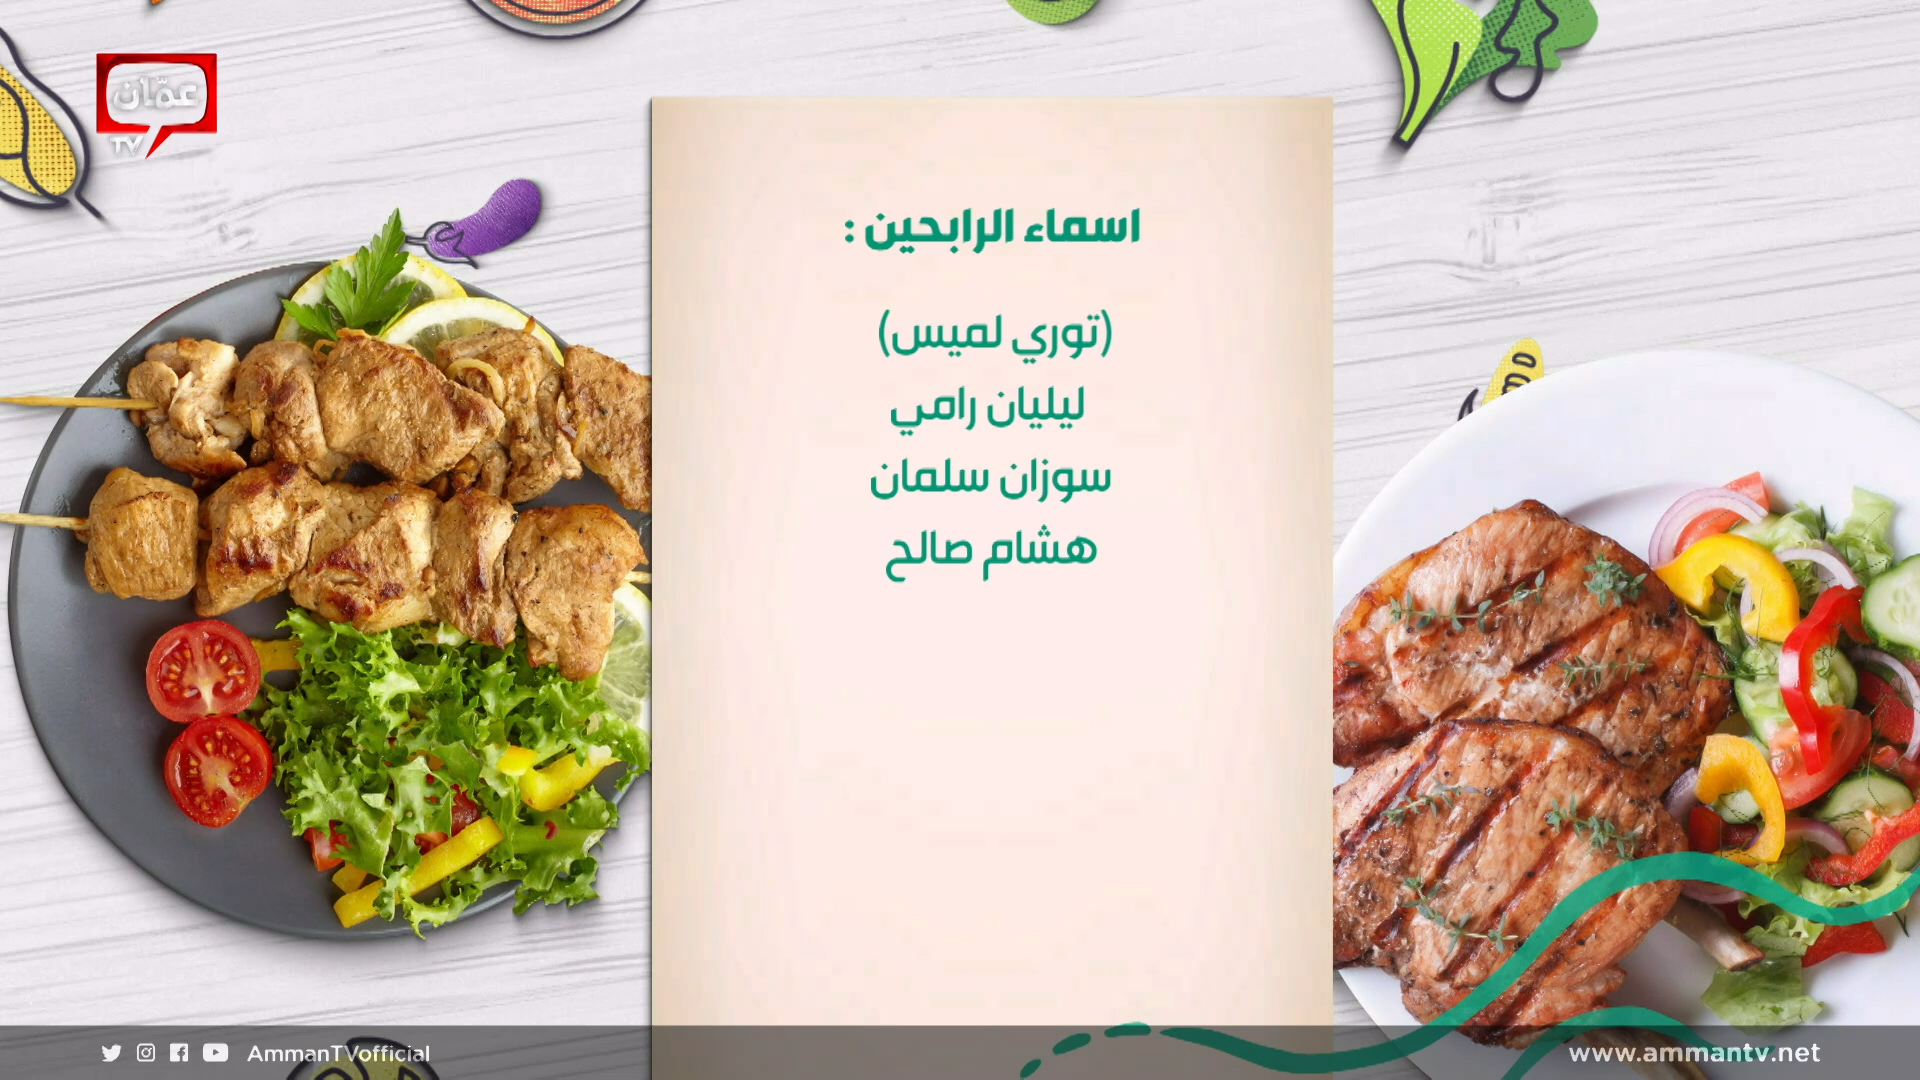 عمّان
TV
اسماء الرابحين :
(توري لميس)
ليليان رامي
سوزان سلمان
هشام صالح
AmmanTVofficial
www.ammantv.net